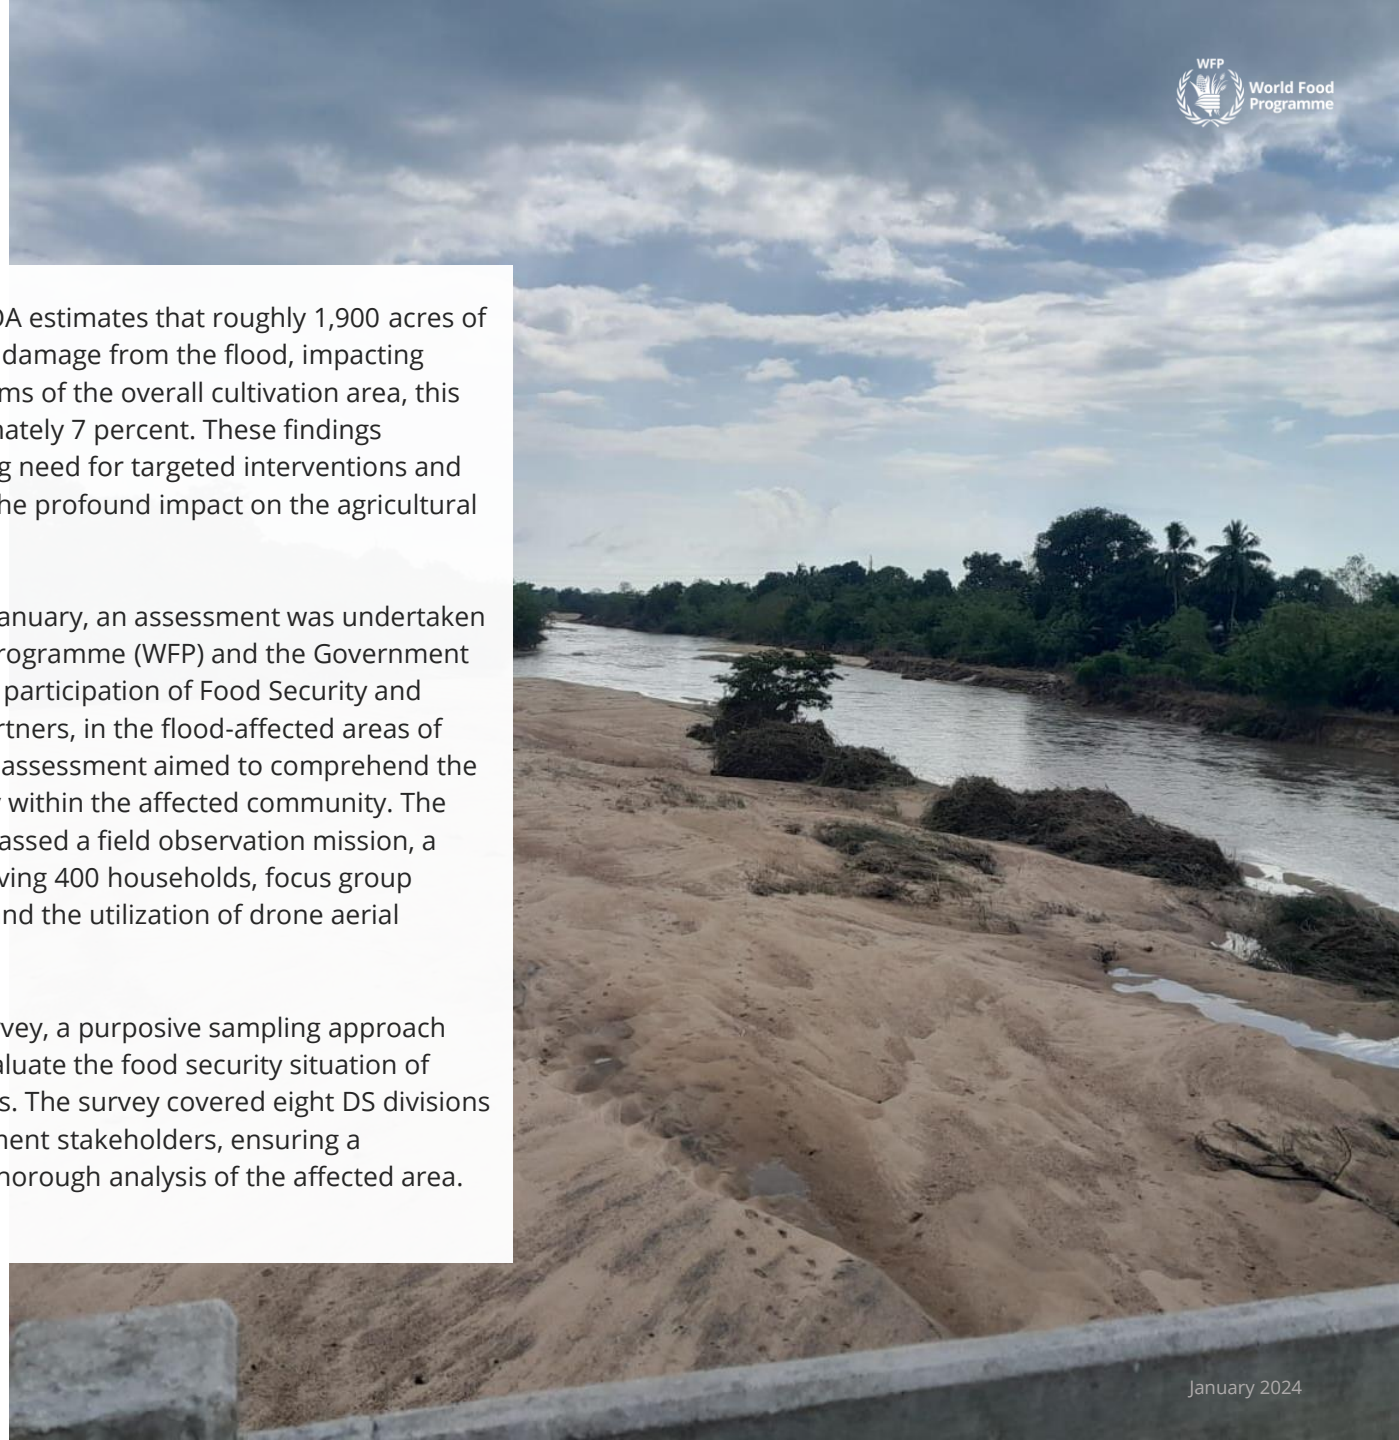 WFP
World Food
Programme
estimates that roughly 1,900 acres of
damage from the flood, impacting
ms of the overall cultivation area, this
ately 7 percent. These findings
g need for targeted interventions and
he profound impact on the agricultural
anuary, an assessment was undertaken
rogramme (WFP) and the Government
participation of Food Security and
rtners, in the flood-affected areas of
assessment aimed to comprehend the
within the affected community. The
assed a field observation mission, a
ving 400 households, focus group
nd the utilization of drone aerial
vey, a purposive sampling approach
aluate the food security situation of
s. The survey covered eight DS divisions
ent stakeholders, ensuring a
horough analysis of the affected area.
January 2024